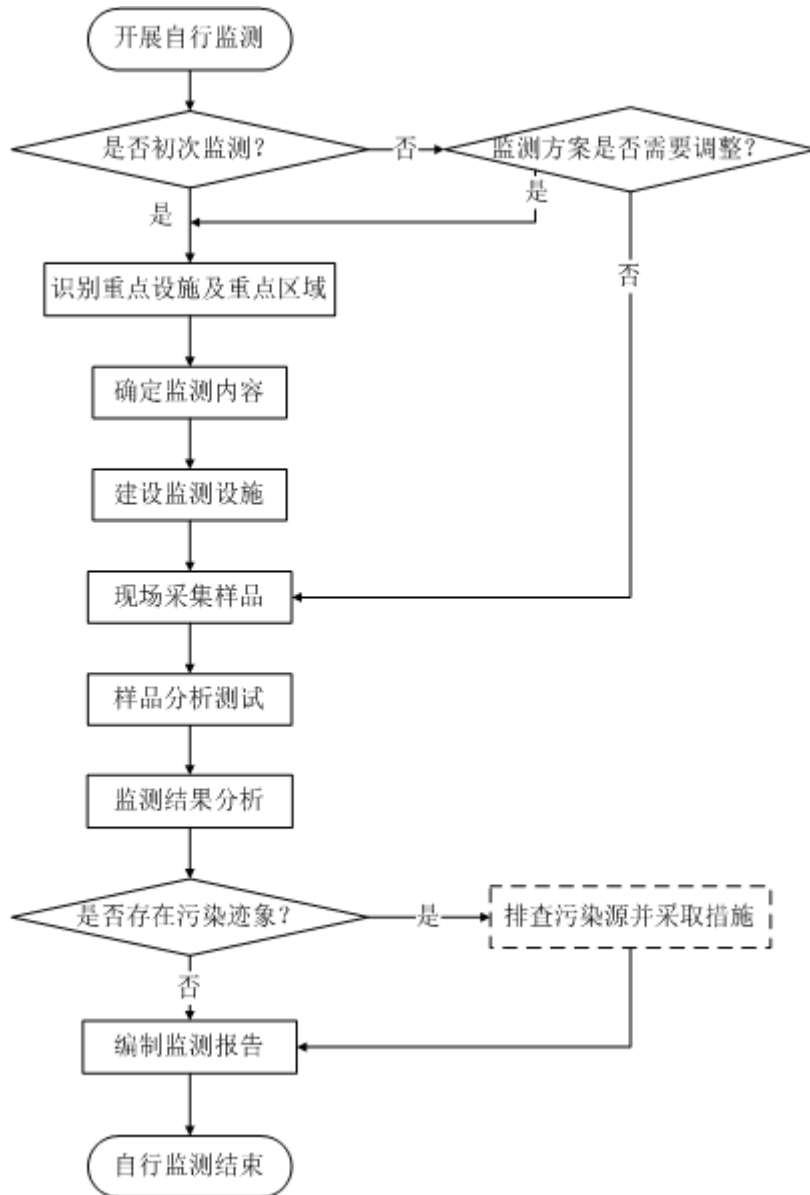 开展自行监测
是否初次监测？
否
监测方案是否需要调整？
是
是
识别重点设施及重点区域
否
确定监测内容
建设监测设施
现场采集样品
样品分析测试
监测结果分析
是否存在污染迹象？
是
排查污染源并采取措施
否
编制监测报告
自行监测结束